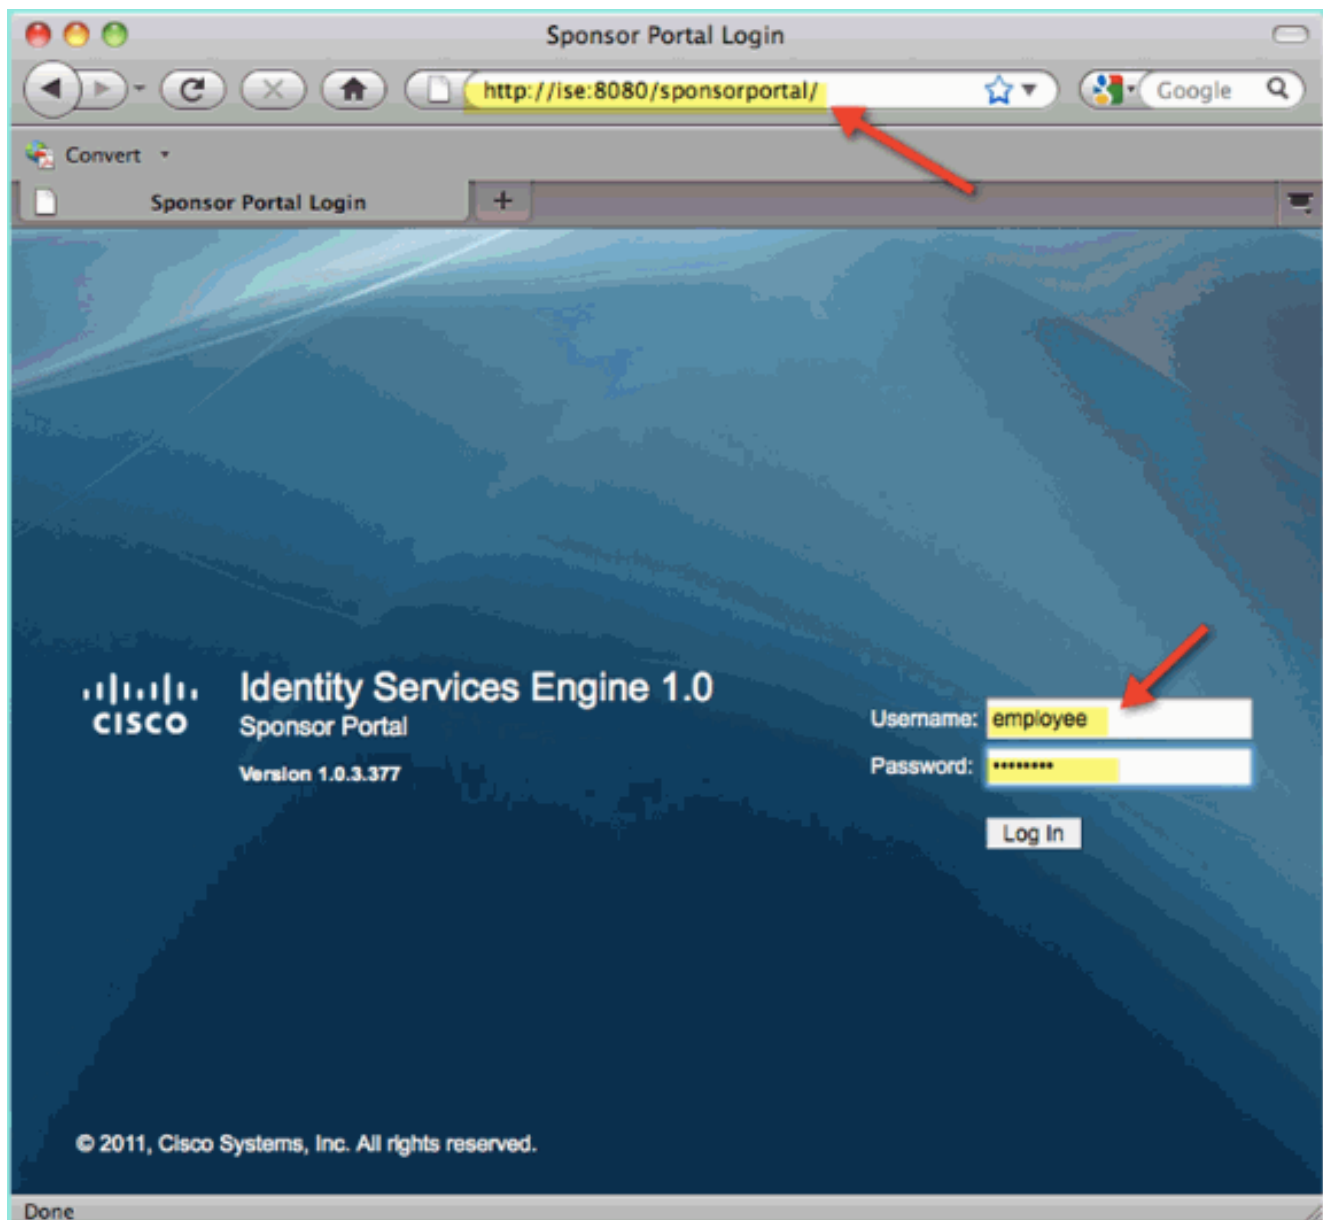 Sponsor Portal Login
http://ise:8080/sponsorportal/
Google
Convert
Sponsor Portal Login
+
CISCO
Identity Services Engine 1.0
Sponsor Portal
Version 1.0.3.377
Username: employee
Password: ••••••••
Log In
© 2011, Cisco Systems, Inc. All rights reserved.
Done